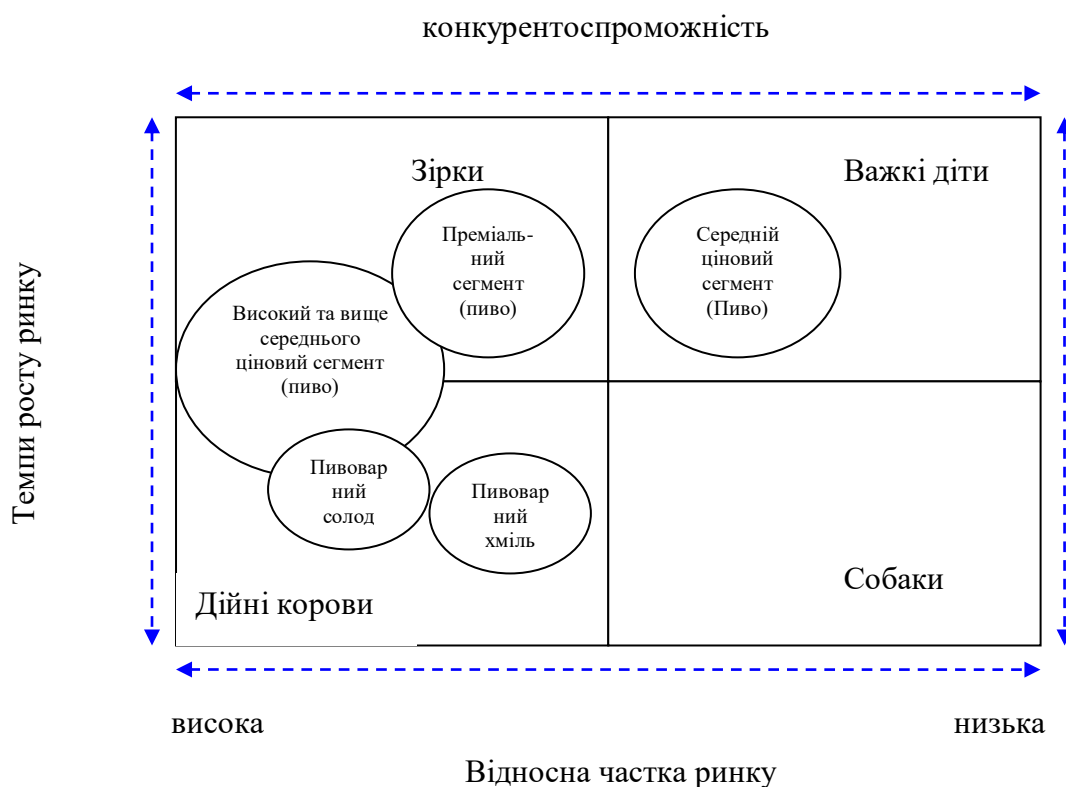 конкурентоспроможність
Зірки
Важкі діти
Преміаль-
ний
сегмент
(пиво)
Середній
ціновий
сегмент
(Пиво)
Високий та вище
середнього
ціновий сегмент
(пиво)
Темпи росту ринку
Пивовар
ний
солод
Пивовар
ний
хміль
Дійні корови
Собаки
висока
низька
Відносна частка ринку